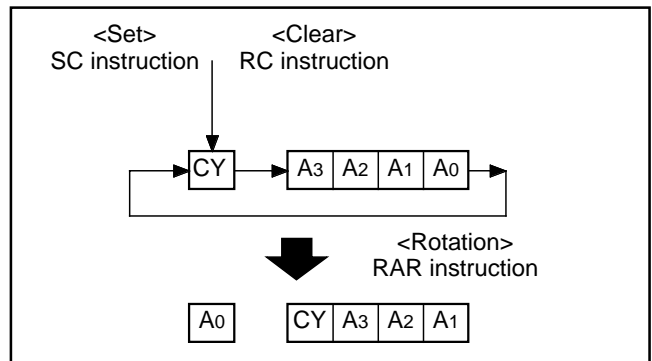 <Set> <Clear>
SC instruction RC instruction
CY A3 A2 A1 A0
<Rotation>
RAR instruction
A0 CY A3 A2 A1